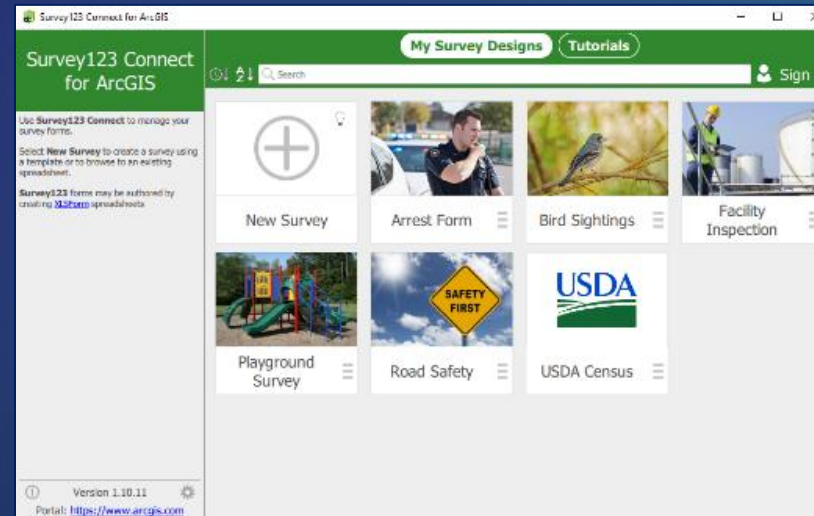 Survey123 Connect for ArcGIS
Survey123 Connect
for ArcGIS
My Survey Designs
Tutorials
Search
Sign
Use Survey123 Connect to manage your
survey forms.
Select New Survey to create a survey using
a template or to browse to an existing
spreadsheet.
Survey123 forms may be authored by
creating XLSForm spreadsheets
New Survey
Arrest Form
Bird Sightings
Facility
Inspection
SAFETY
FIRST
USDA
Playground
Survey
Road Safety
USDA Census
Version 1.10.11
Portal: https://www.arcgis.com